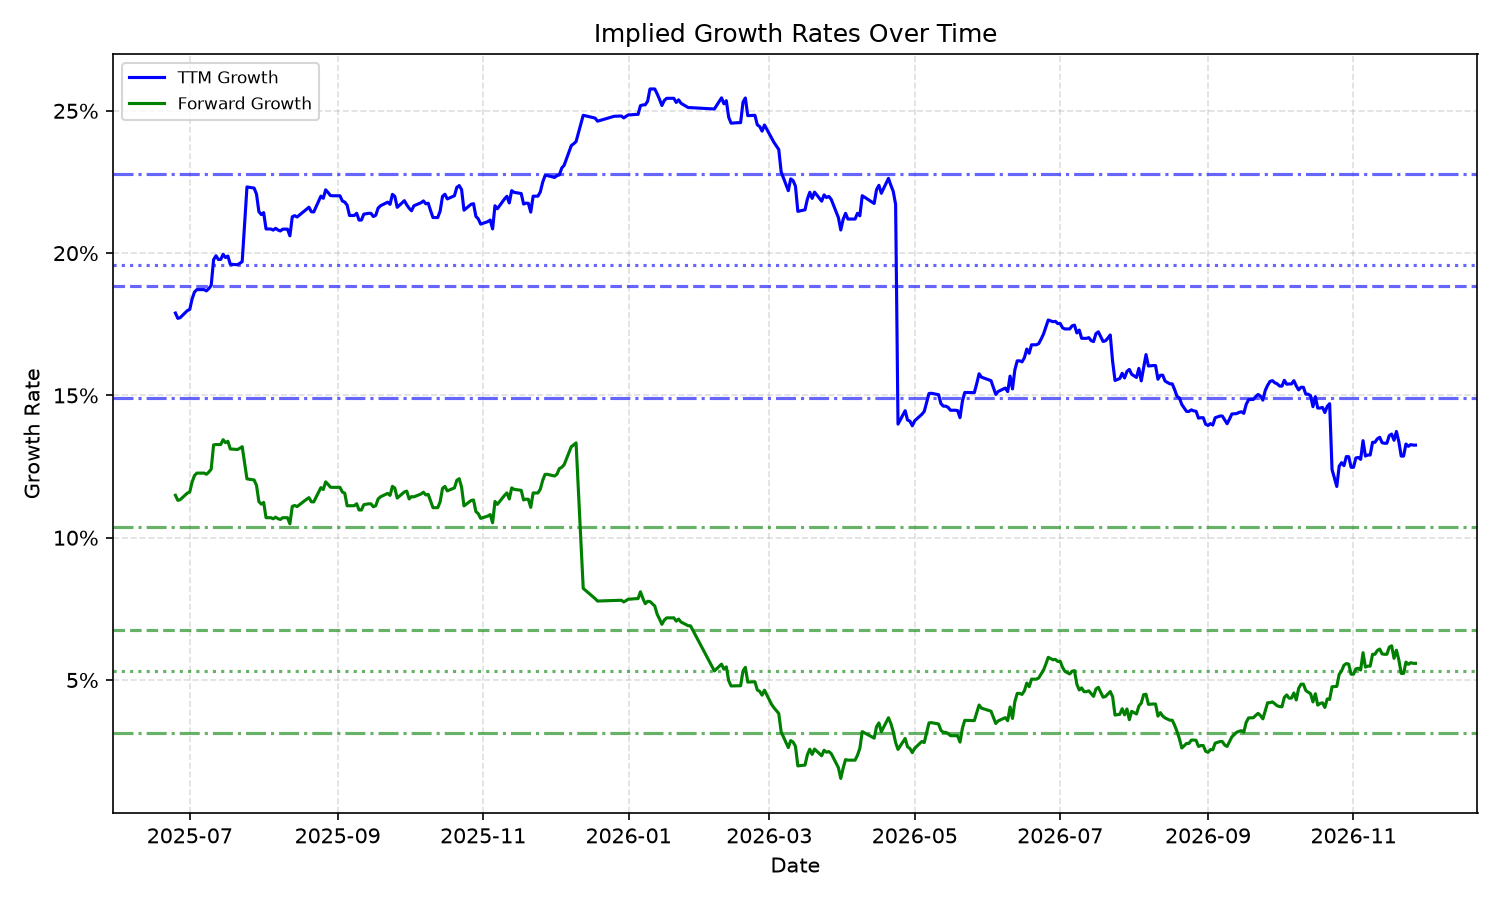 Implied Growth Rates Over Time
TTM Growth
Forward Growth
25%
20%
15%
10%
5%
Growth Rate
2025-07
2025-09
2025-11
2026-01
2026-03
2026-05
2026-07
2026-09
2026-11
Date